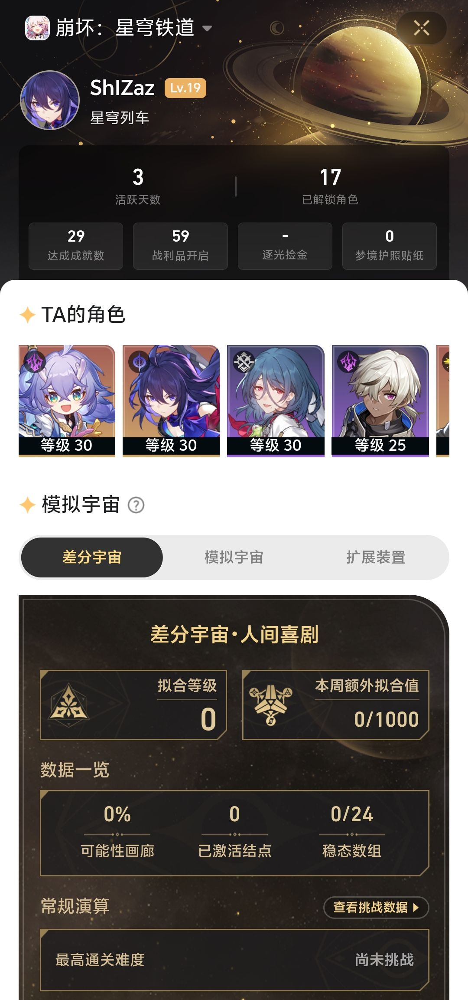 崩坏：星穹铁道
ShIZaz Lv.19
星穹列车
3 17
活跃天数 已解锁角色
29 59 - 0
达成成就数 战利品开启 逐光捡金 梦境护照贴纸
TA的角色
等级 30 等级 30 等级 30 等级 25
模拟宇宙 ?
差分宇宙 模拟宇宙 扩展装置
差分宇宙·人间喜剧
拟合等级 本周额外拟合值
0 0/1000
数据一览
0% 0 0/24
可能性画廊 已激活结点 稳态数组
常规演算 查看挑战数据
最高通关难度 尚未挑战